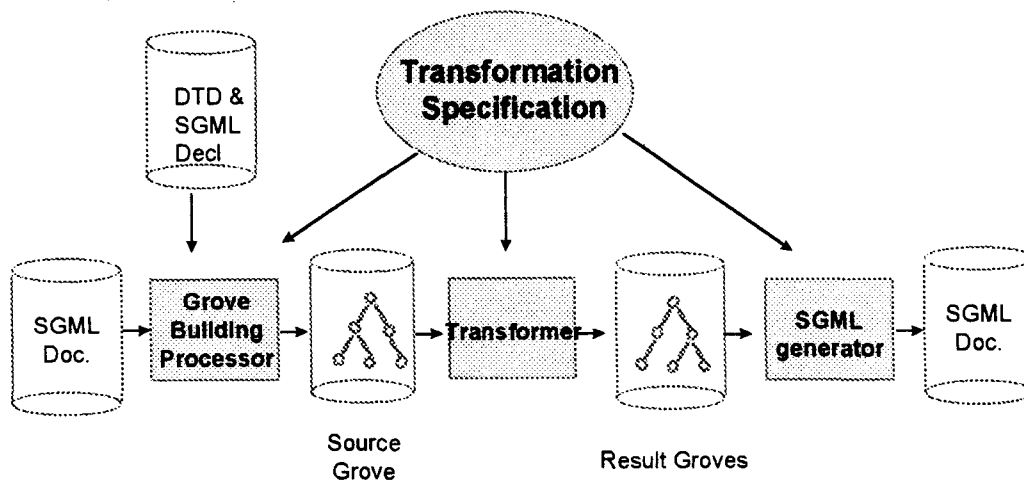 DTD &
SGML
Decl
Transformation
Specification
SGML
Doc.
Grove
Building
Processor
Transformer
SGML
generator
SGML
Doc.
Source
Grove
Result Groves